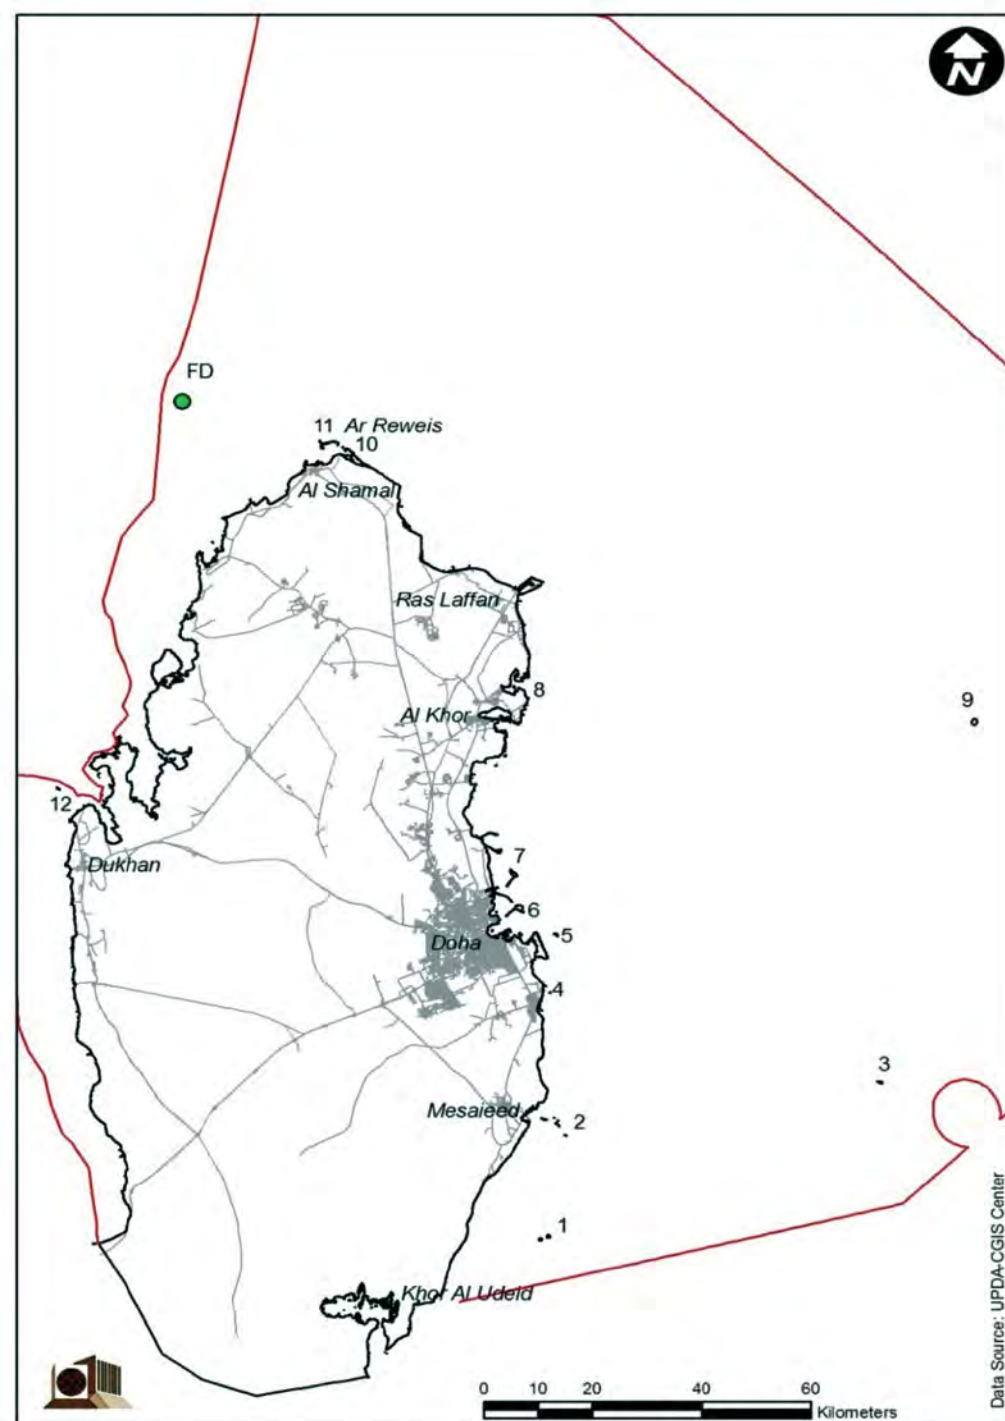 N
FD
11 Ar Reweis
10
Al Shamal
Ras Laffan
8
Al Khor
9
12
Dukhan
7
6
Doha
5
4
3
Mesaieed
2
1
Khor Al Udeid
0 10 20 40 60
Kilometers
Data Source: UPDA-CGIS Center